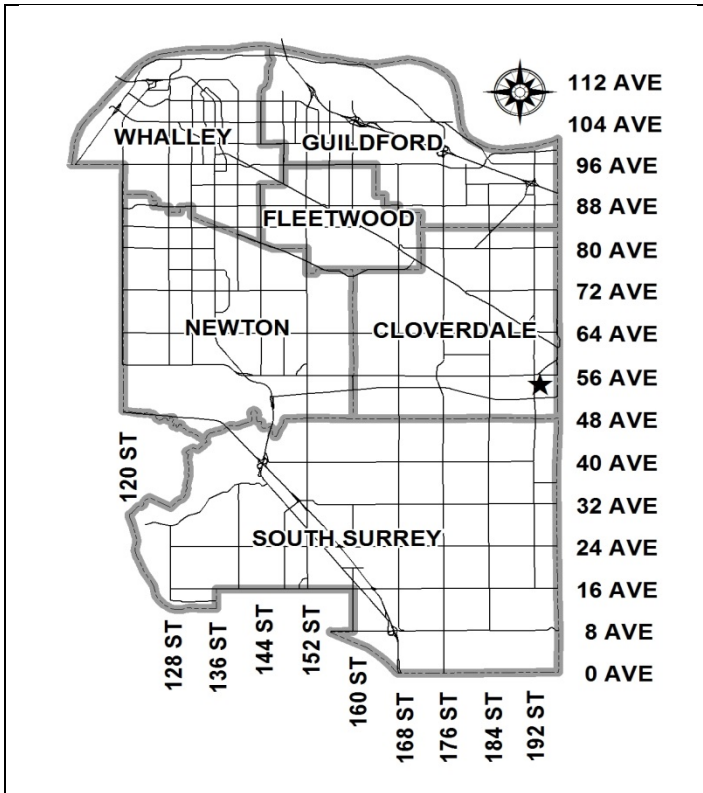 112 AVE
104 AVE
WHALLEY
GUILDFORD
96 AVE
88 AVE
FLEETWOOD
80 AVE
72 AVE
NEWTON
CLOVERDALE
64 AVE
56 AVE
48 AVE
120 ST
40 AVE
32 AVE
SOUTH SURREY
24 AVE
16 AVE
8 AVE
0 AVE
128 ST
136 ST
144 ST
152 ST
160 ST
168 ST
176 ST
184 ST
192 ST